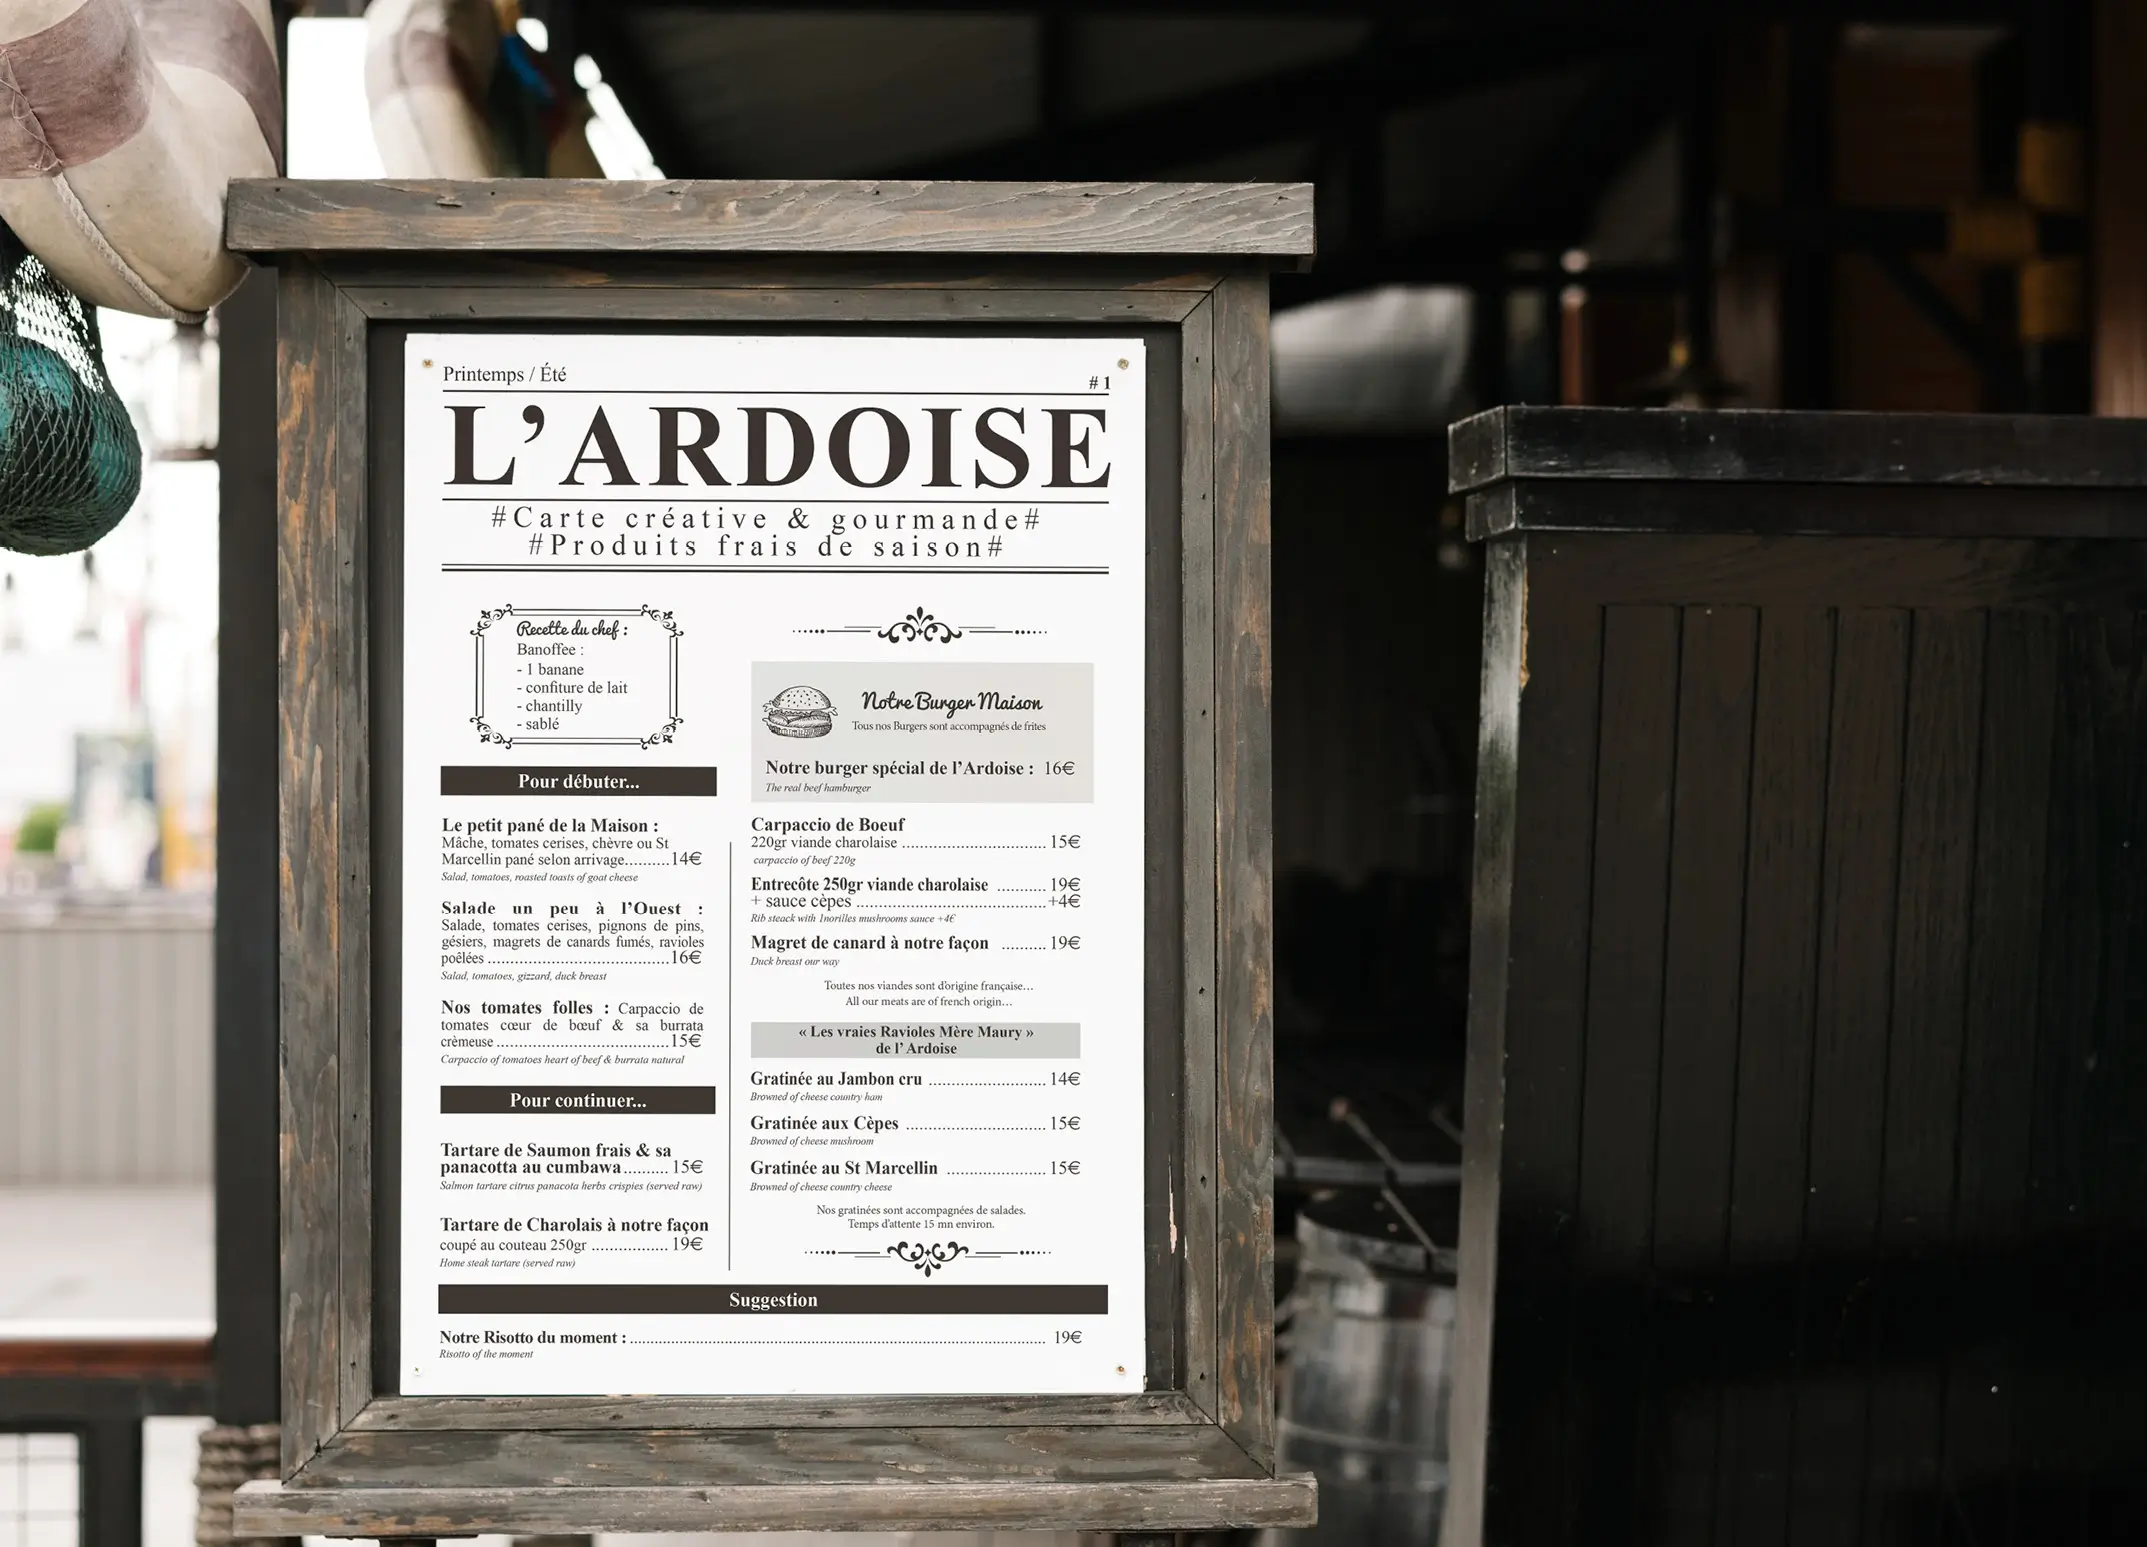 Printemps / Été
# 1
L’ARDOISE
#Carte créative & gourmande#
#Produits frais de saison#
Recette du chef :
Banoffee :
- 1 banane
- confiture de lait
- chantilly
- sablé
Pour débuter...
Le petit pané de la Maison :
Mâche, tomates cerises, chèvre ou St
Marcellin pané selon arrivage..........14€
Salad, tomatoes, roasted toasts of goat cheese
Salade un peu à l’Ouest :
Salade, tomates cerises, pignons de pins,
gésiers, magrets de canards fumés, ravioles
poêlées ..........................................16€
Salad, tomatoes, gizzard, duck breast
Nos tomates folles : Carpaccio de
tomates cœur de bœuf & sa burrata
crèmeuse ........................................15€
Carpaccio of tomatoes heart of beef & burrata natural
Pour continuer...
Tartare de Saumon frais & sa
panacotta au cumbawa.......... 15€
Salmon tartare citrus panacota herbs crispies (served raw)
Tartare de Charolais à notre façon
coupé au couteau 250gr ................. 19€
Home steak tartare (served raw)
Notre Burger Maison
Tous nos Burgers sont accompagnés de frites
Notre burger spécial de l’Ardoise : 16€
The real beef hamburger
Carpaccio de Boeuf
220gr viande charolaise ................................. 15€
carpaccio of beef 220g
Entrecôte 250gr viande charolaise ........... 19€
+ sauce cèpes ............................................+4€
Rib steack with 1norilles mushrooms sauce +4€
Magret de canard à notre façon .......... 19€
Duck breast our way
Toutes nos viandes sont d’origine française…
All our meats are of french origin…
« Les vraies Ravioles Mère Maury »
de l’Ardoise
Gratinée au Jambon cru ........................... 14€
Browned of cheese country ham
Gratinée aux Cèpes ................................ 15€
Browned of cheese mushroom
Gratinée au St Marcellin ....................... 15€
Browned of cheese country cheese
Nos gratinées sont accompagnées de salades.
Temps d’attente 15 mn environ.
Suggestion
Notre Risotto du moment : ................................................................................................ 19€
Risotto of the moment